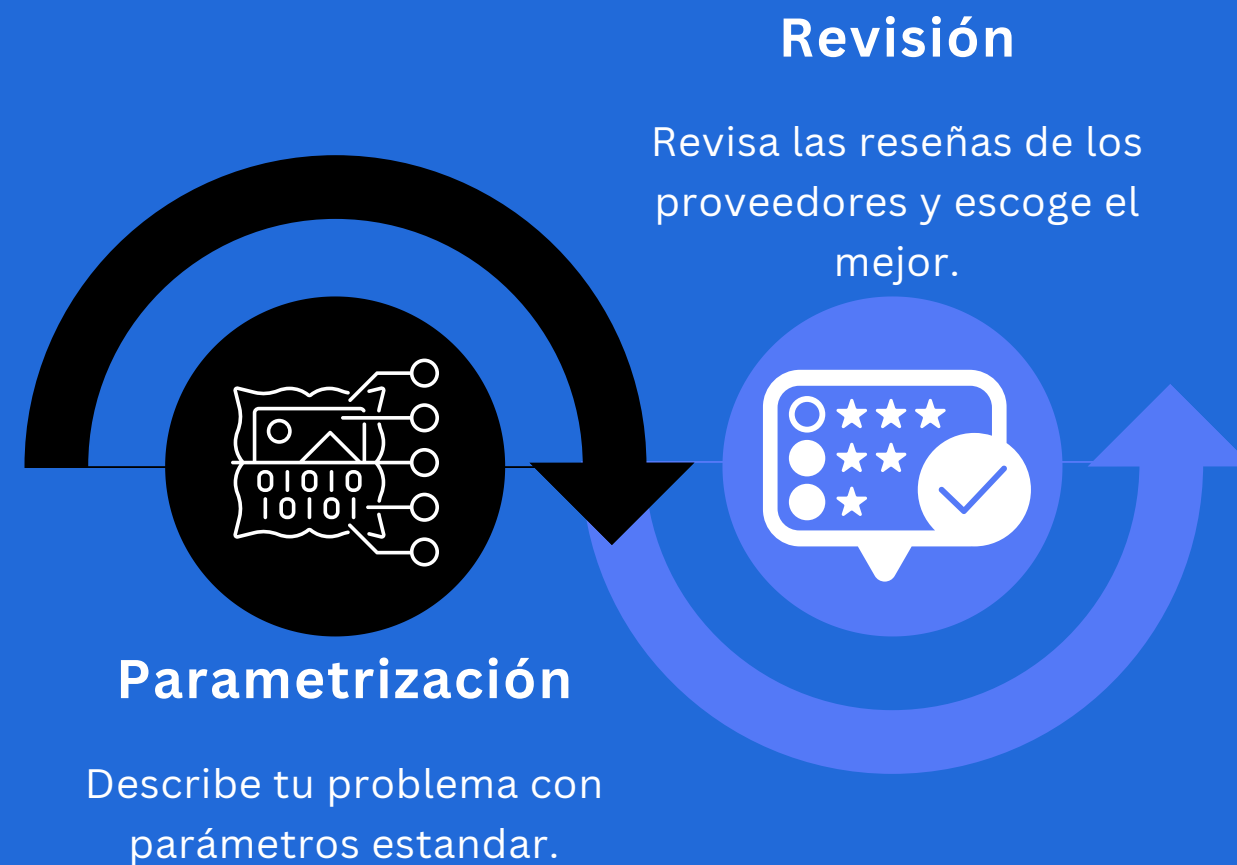 Revisión
Revisa las reseñas de los
proveedores y escoge el
mejor.
01010
10101
Parametrización
Describe tu problema con
parámetros estandar.